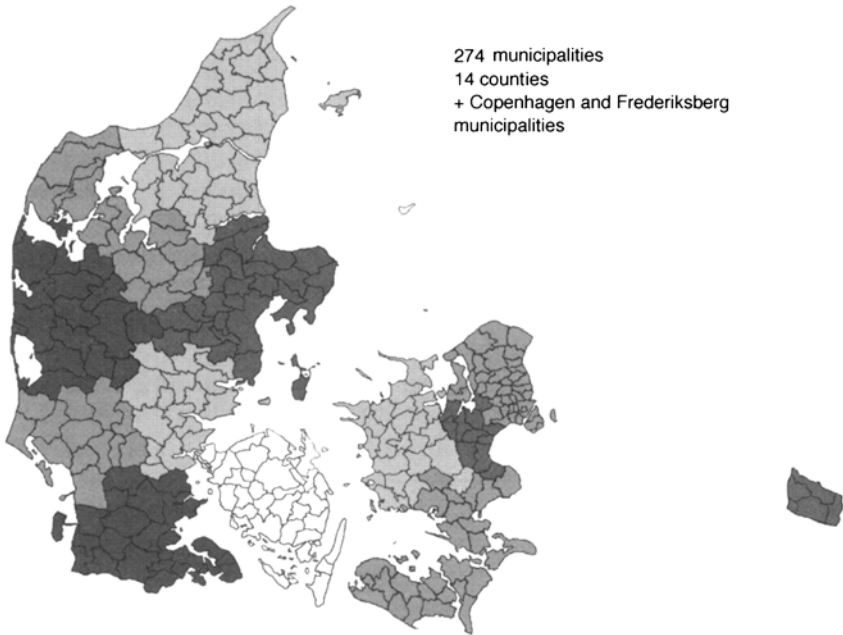 274 municipalities
14 counties
+ Copenhagen and Frederiksberg
municipalities